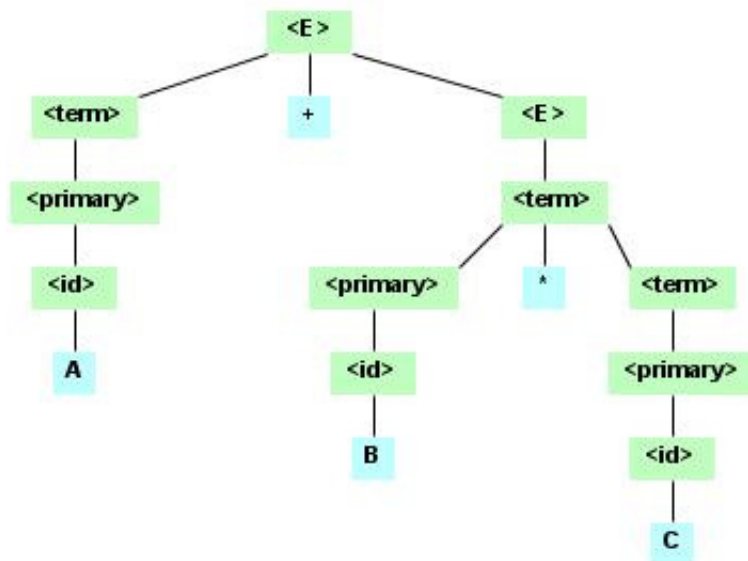 <E>
<term> + <E>
<primary> <term>
<id> <primary> * <term>
A <id> <primary>
B <id>
C